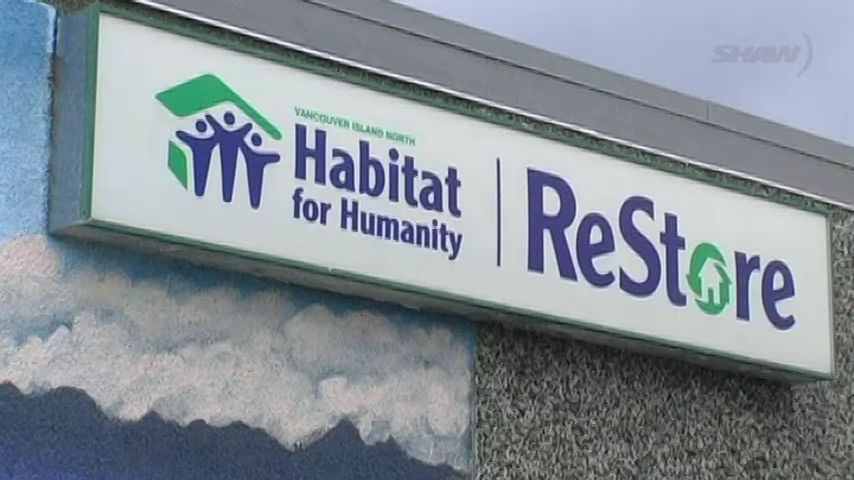 SHAW)
VANCOUVER ISLAND NORTH
Habitat
for Humanity
ReStore